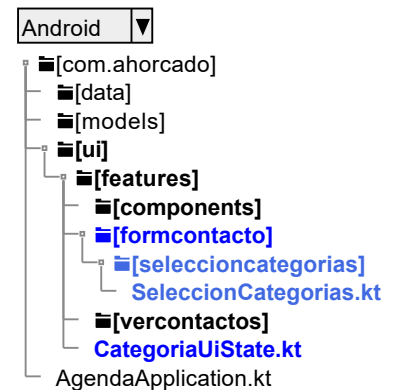 Android
[com.ahorcado]
[data]
[models]
[ui]
[features]
[components]
[formcontacto]
[seleccioncategorias]
SeleccionCategorias.kt
[vercontactos]
CategoriaUiState.kt
AgendaApplication.kt